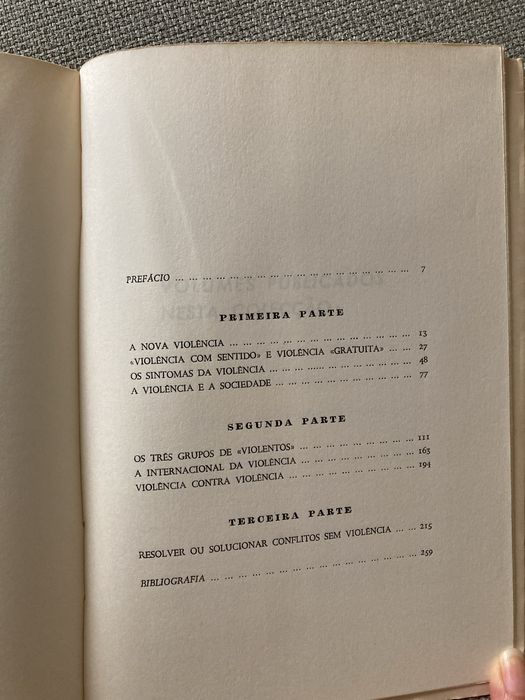 PREFÁCIO ... ... ... ... ... ... ... ... ... ... ... ... ... ... ... ... ... 7
PRIMEIRA PARTE
A NOVA VIOLÊNCIA ... ... ... ... ... ... ... ... ... ... ... ... ... ... 13
«VIOLÊNCIA COM SENTIDO» E VIOLÊNCIA «GRATUITA» ... ... 27
OS SINTOMAS DA VIOLÊNCIA ... ... ... ... ... ... ... ... ... ... ... 48
A VIOLÊNCIA E A SOCIEDADE ... ... ... ... ... ... ... ... ... ... 77
SEGUNDA PARTE
OS TRÊS GRUPOS DE «VIOLENTOS» ... ... ... ... ... ... ... ... 111
A INTERNACIONAL DA VIOLÊNCIA ... ... ... ... ... ... ... ... 163
VIOLÊNCIA CONTRA VIOLÊNCIA ... ... ... ... ... ... ... ... ... 194
TERCEIRA PARTE
RESOLVER OU SOLUCIONAR CONFLITOS SEM VIOLÊNCIA ... ... 215
BIBLIOGRAFIA ... ... ... ... ... ... ... ... ... ... ... ... ... ... ... 259